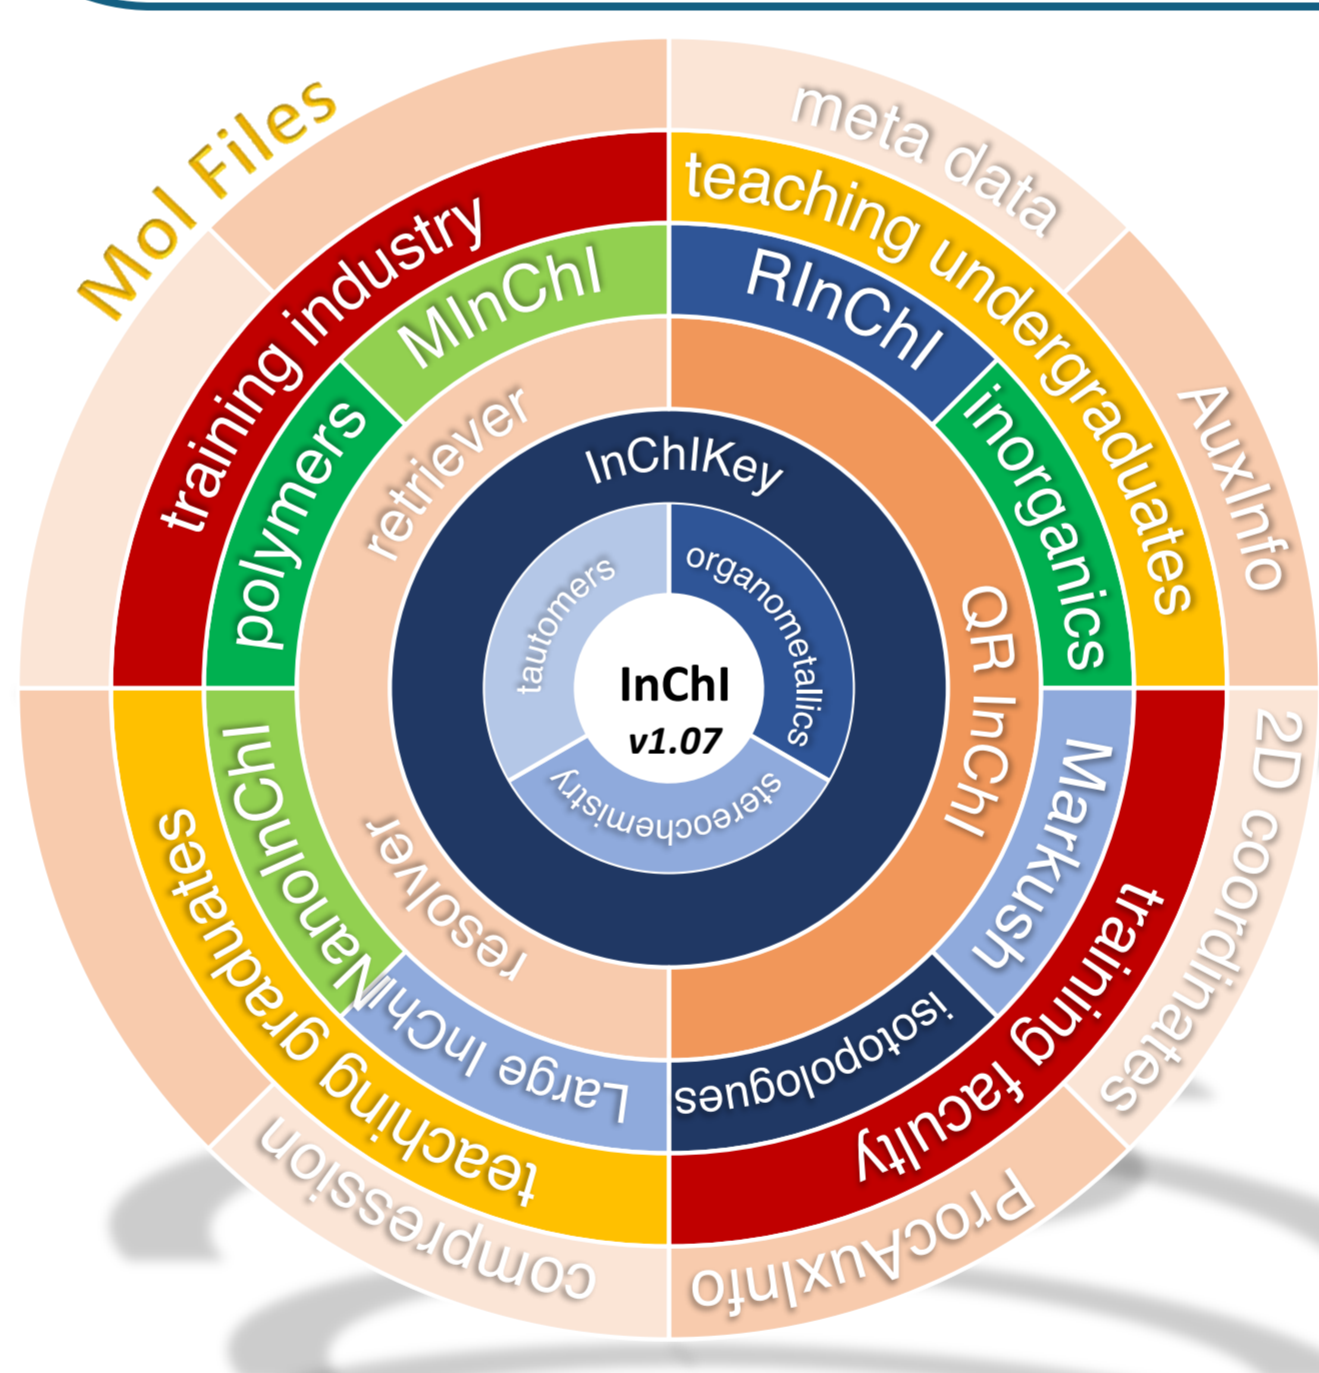 Mol Files
meta data
AuxInfo
2D coordinates
ProcAuxInfo
compression
training industry
teaching undergraduates
training faculty
teaching graduates
MInChI
RInChI
inorganics
Markush
isotopologues
Large InChI
NanoInChI
polymers
retriever
QR InChI
resolver
InChIKey
tautomers
organometallics
stereochemistry
InChI
v1.07